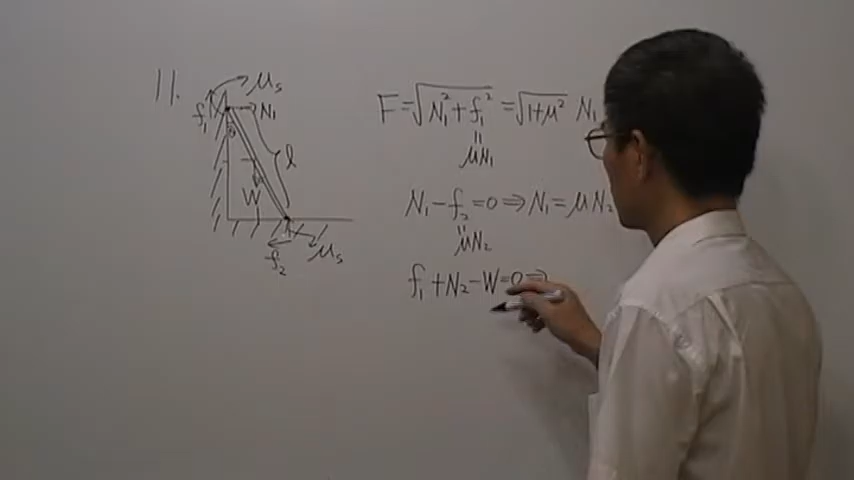 11.
μs
f₁
N₁
θ
l
W
f₂
μs
F = √N₁² + f₁² = √1+μ² N₁
=
μN₁
N₁ − f₂ = 0 ⇒ N₁ = μN₂
=
μN₂
f₁ + N₂ − W = 0 ⇒